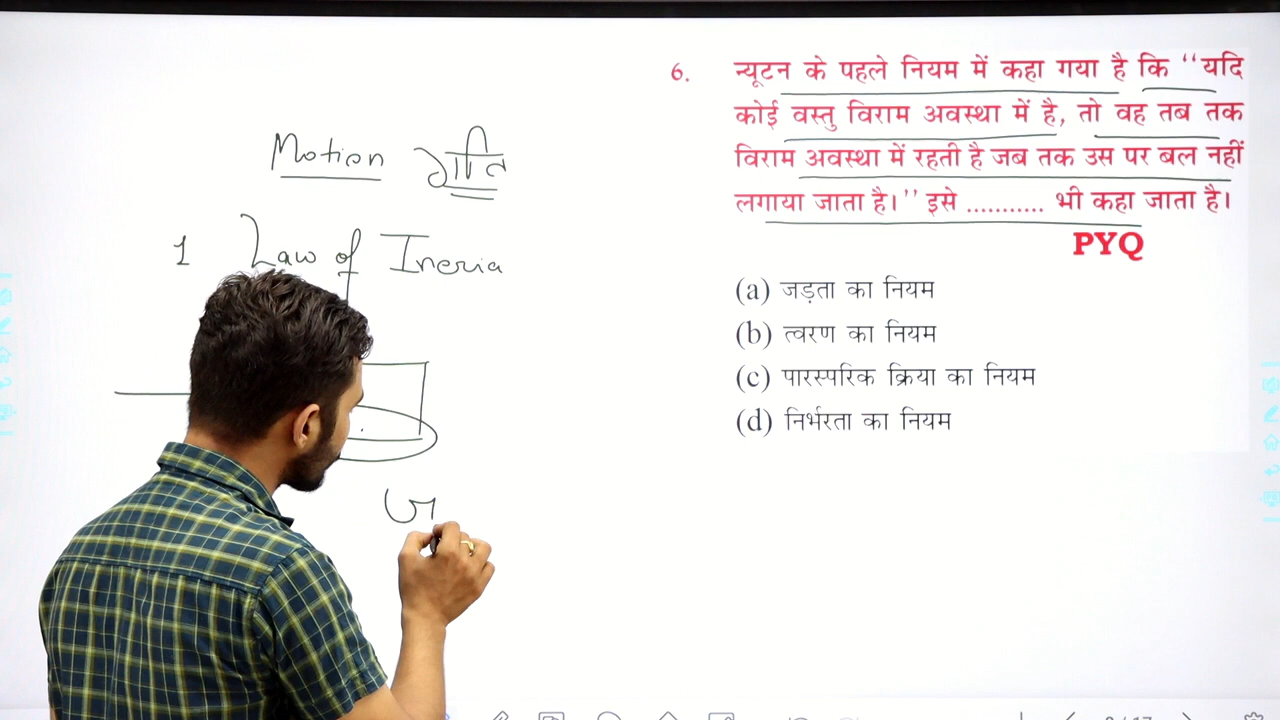 Motion गति
1 Law of Ineria
ज
6. न्यूटन के पहले नियम में कहा गया है कि ‘‘यदि
कोई वस्तु विराम अवस्था में है, तो वह तब तक
विराम अवस्था में रहती है जब तक उस पर बल नहीं
लगाया जाता है।’’ इसे ........... भी कहा जाता है।
PYQ
(a) जड़ता का नियम
(b) त्वरण का नियम
(c) पारस्परिक क्रिया का नियम
(d) निर्भरता का नियम